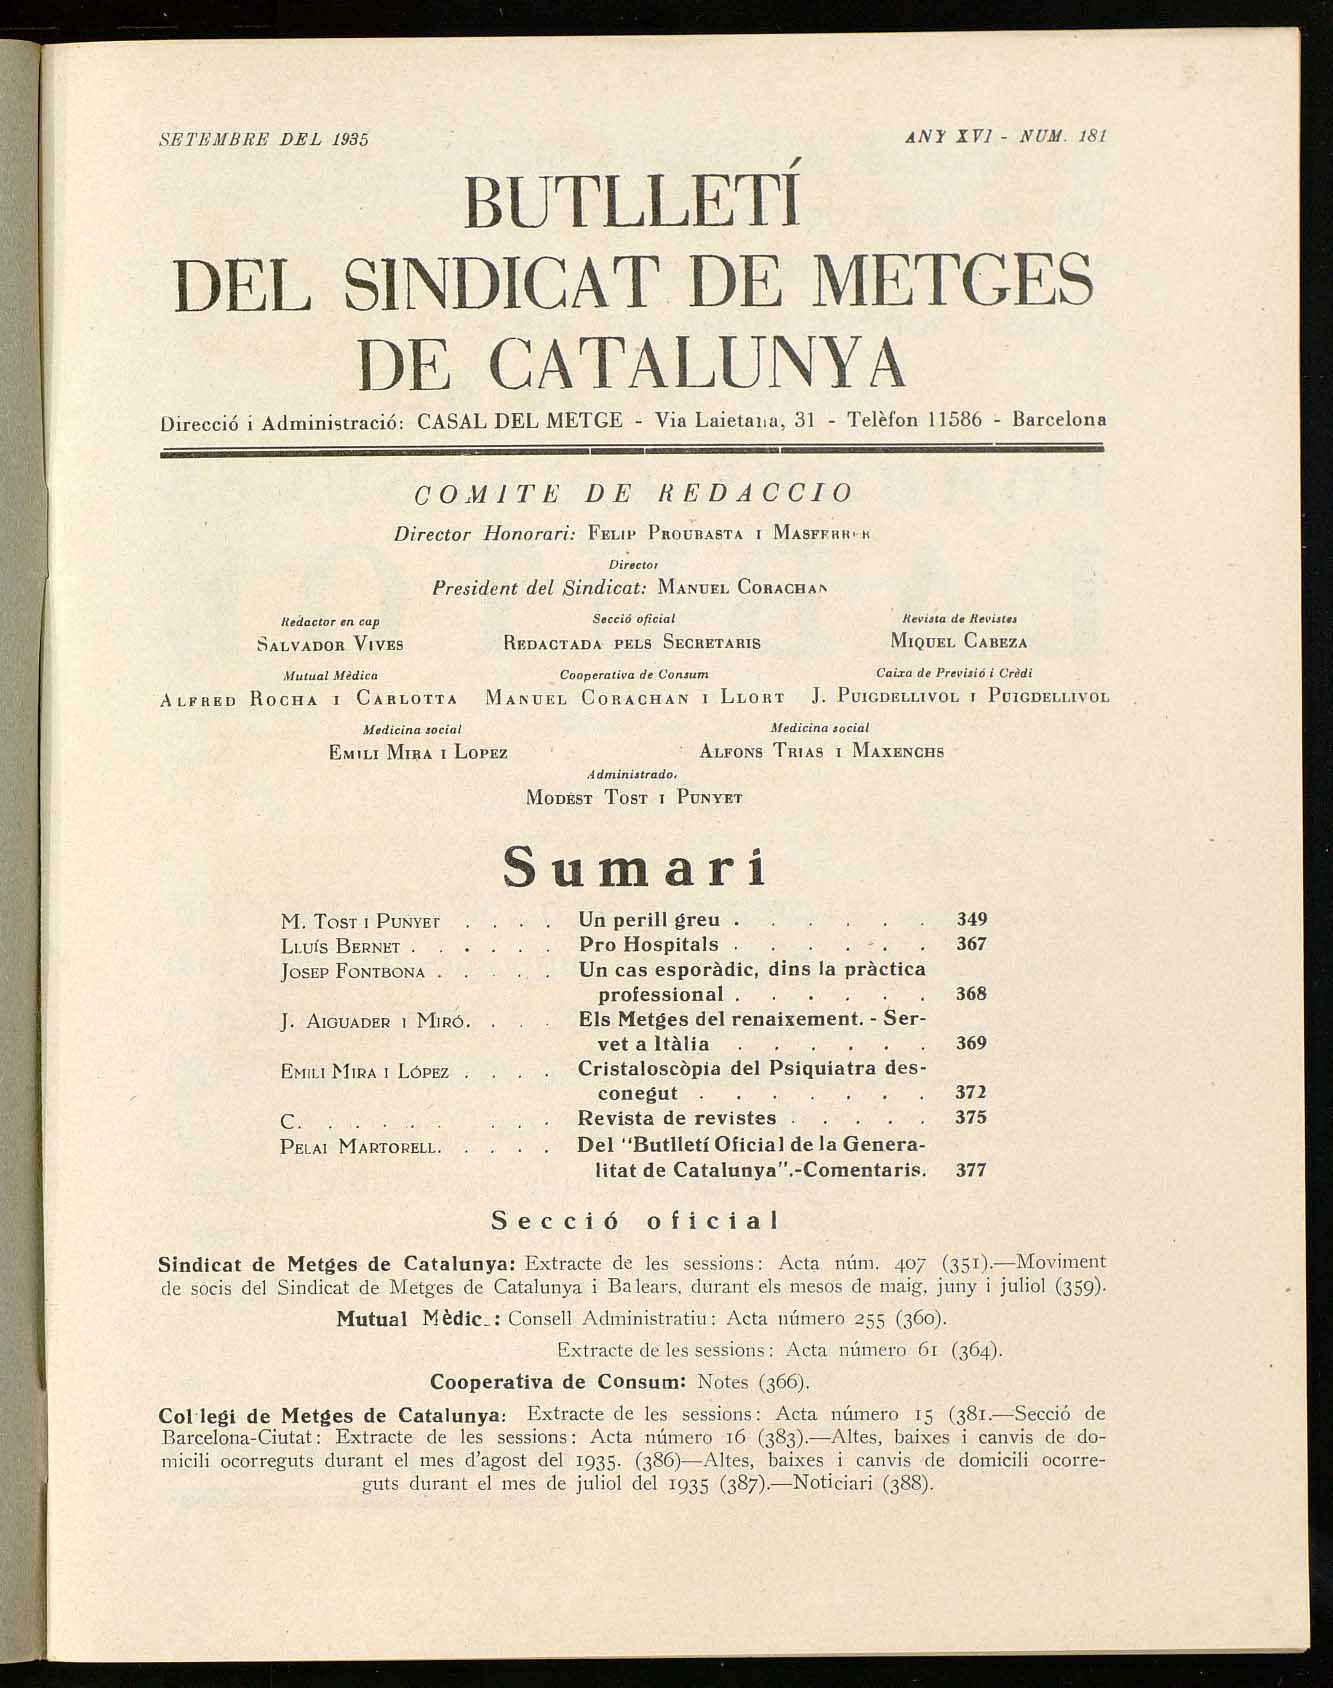 SETEMBRE DEL 1935
ANY XVI - NUM. 181
BUTLLETÍ
DEL SINDICAT DE METGES
DE CATALUNYA
Direcció i Administració: CASAL DEL METGE - Via Laietana, 31 - Telèfon 11586 - Barcelona
COMITE DE REDACCIO
Director Honorari: FELIP PROUBASTA I MASFERRER
Director
President del Sindicat: MANUEL CORACHAN
Redactor en cap
SALVADOR VIVES
Secció oficial
REDACTADA PELS SECRETARIS
Revista de Revistes
MIQUEL CABEZA
Mutual Mèdica
ALFRED ROCHA I CARLOTTA
Cooperativa de Consum
MANUEL CORACHAN I LLORT
Caixa de Previsió i Crèdi
J. PUIGDELLIVOL I PUIGDELLIVOL
Medicina social
EMILI MIRA I LOPEZ
Medicina social
ALFONS TRIAS I MAXENCHS
Administrado.
MODEST TOST I PUNYET
Sumari
M. TOST I PUNYET . . . . Un perill greu . . . . . . 349
LLUÍS BERNET . . . . . . Pro Hospitals . . . . . . 367
JOSEP FONTBONA . . . . . Un cas esporàdic, dins la pràctica
professional . . . . . . 368
J. AIGUADER I MIRÓ. . . . Els Metges del renaixement. - Ser-
vet a Itàlia . . . . . . 369
EMILI MIRA I LÓPEZ . . . . Cristaloscòpia del Psiquiatra des-
conegut . . . . . . . 372
C. . . . . . . . . . Revista de revistes . . . . . 375
PELAI MARTORELL. . . . . Del "Butlletí Oficial de la Genera-
litat de Catalunya".-Comentaris. 377
Secció oficial
Sindicat de Metges de Catalunya: Extracte de les sessions: Acta núm. 407 (351).—Moviment
de socis del Sindicat de Metges de Catalunya i Balears, durant els mesos de maig, juny i juliol (359).
Mutual Mèdic.: Consell Administratiu: Acta número 255 (360).
Extracte de les sessions: Acta número 61 (364).
Cooperativa de Consum: Notes (366).
Col·legi de Metges de Catalunya: Extracte de les sessions: Acta número 15 (381.—Secció de
Barcelona-Ciutat: Extracte de les sessions: Acta número 16 (383).—Altes, baixes i canvis de do-
micili ocorreguts durant el mes d'agost del 1935. (386)—Altes, baixes i canvis de domicili ocorre-
guts durant el mes de juliol del 1935 (387).—Noticiari (388).